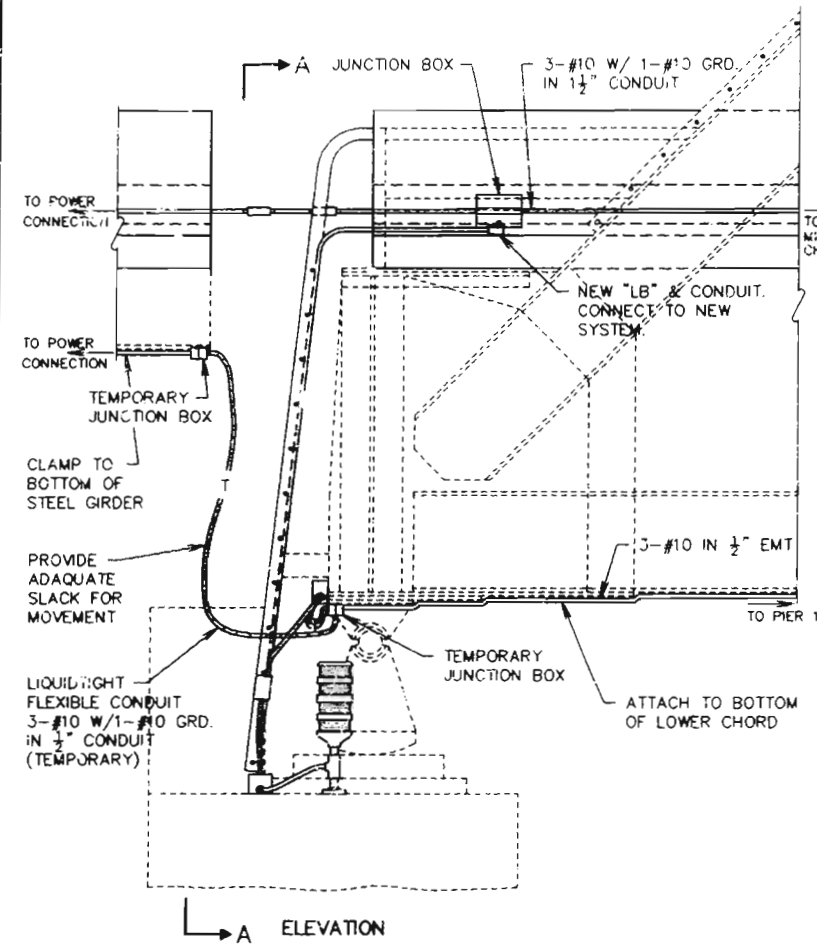 A
JUNCTION BOX
3-#10 W/ 1-#10 GRD.
IN 1½" CONDUIT
TO POWER
CONNECTION
TO
CH
NEW "LB" & CONDUIT.
CONNECT TO NEW
SYSTEM.
TO POWER
CONNECTION
TEMPORARY
JUNCTION BOX
CLAMP TO
BOTTOM OF
STEEL GIRDER
T
PROVIDE
ADAQUATE
SLACK FOR
MOVEMENT
3-#10 IN ½" EMT
TO PIER 1
TEMPORARY
JUNCTION BOX
LIQUIDTIGHT
FLEXIBLE CONDUIT
3-#10 W/1-#10 GRD.
IN ½" CONDUIT
(TEMPORARY)
ATTACH TO BOTTOM
OF LOWER CHORD
A
ELEVATION